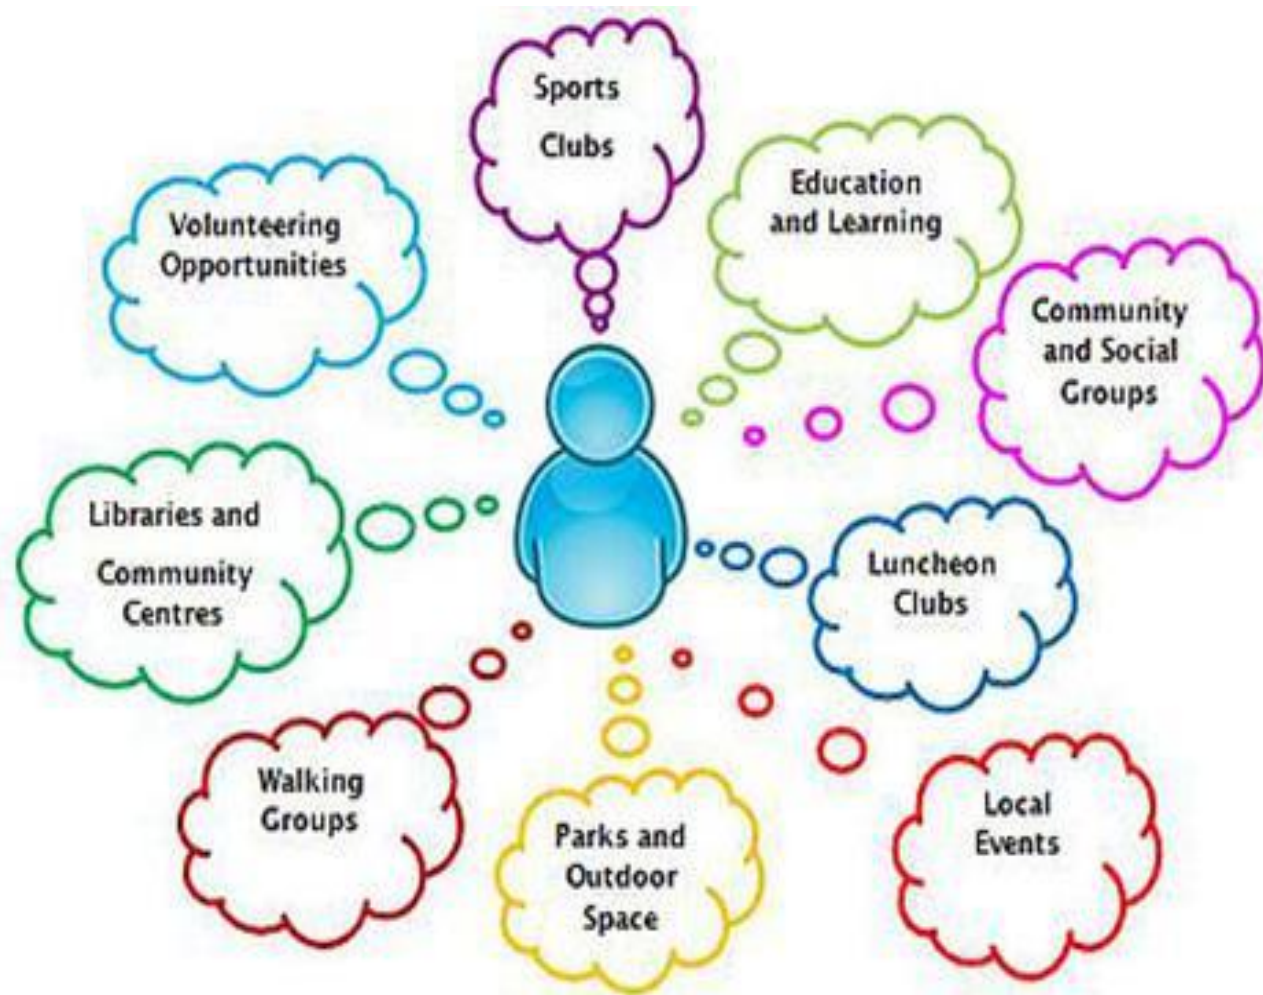 Sports
Clubs
Education
and Learning
Volunteering
Opportunities
Community
and Social
Groups
Libraries and
Community
Centres
Luncheon
Clubs
Walking
Groups
Parks and
Outdoor
Space
Local
Events